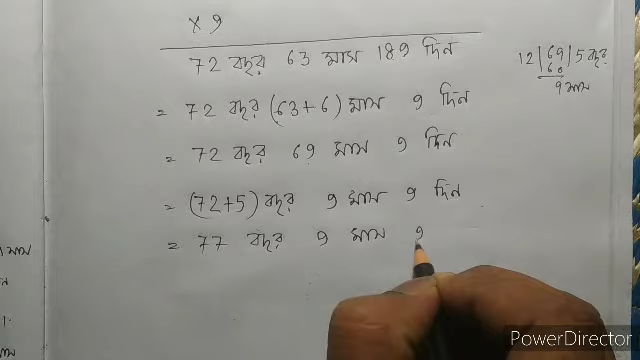 × 9
72 বছর 63 মাস 189 দিন
= 72 বছর (63+6) মাস 9 দিন
= 72 বছর 69 মাস 9 দিন
= (72+5) বছর 9 মাস 9 দিন
= 77 বছর 9 মাস 9
12 | 69 | 5 বছর
60
9 মাস
মাস
PowerDirector